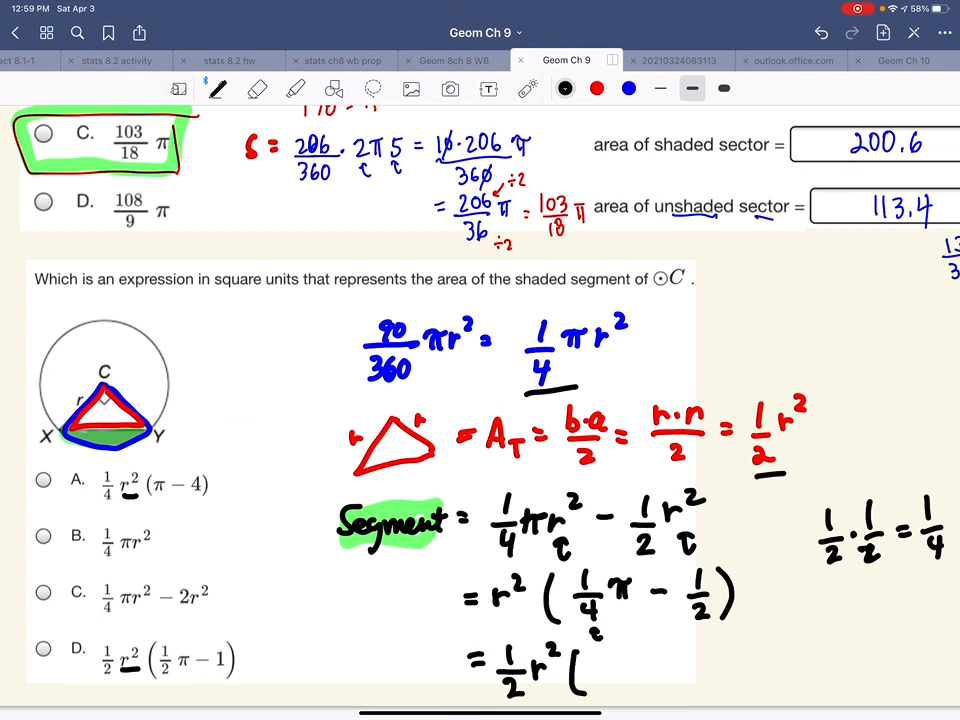 12:59 PM Sat Apr 3
58%
Geom Ch 9
act 8.1-1
stats 8.2 activity
stats 8.2 hw
stats ch8 wb prop
Geom 8ch 8 WB
Geom Ch 9
20210324083113
outlook.office.com
Geom Ch 10
C. 103/18 π
S = 206/360 · 2π 5 = 10·206 π/360
= 206/36 π ÷2 ÷2 = 103/18 π
D. 108/9 π
area of shaded sector = 200.6
area of unshaded sector = 113.4
Which is an expression in square units that represents the area of the shaded segment of ⊙C .
90/360 πr² = 1/4 πr²
C
r
X Y
r r = A_T = b·a/2 = r·r/2 = 1/2 r²
A. 1/4 r² (π − 4)
Segment = 1/4 πr² − 1/2 r²
1/2 · 1/2 = 1/4
B. 1/4 πr²
C. 1/4 πr² − 2r²
= r² ( 1/4 π − 1/2 )
D. 1/2 r² ( 1/2 π − 1 )
= 1/2 r² (